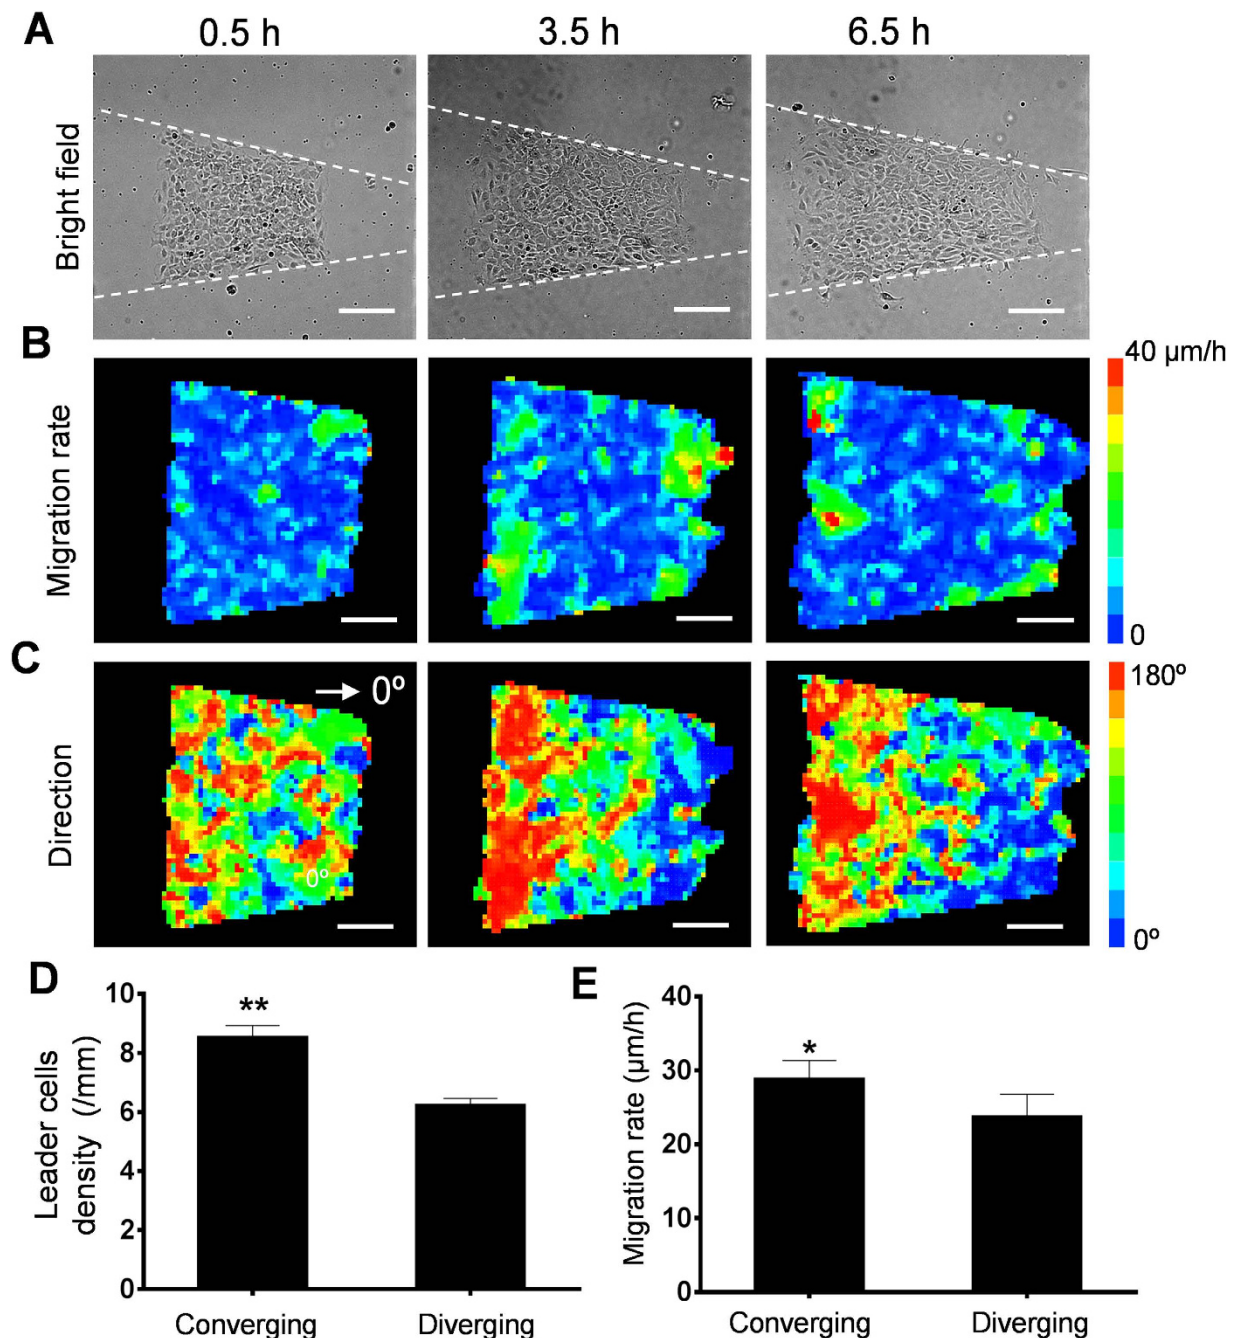 A
0.5 h
3.5 h
6.5 h
Bright field
B
40 µm/h
Migration rate
0
C
0º
180º
Direction
0º
0º
D
10
**
8
6
4
2
0
Leader cells
density (/mm)
Converging
Diverging
E
40
*
30
20
10
0
Migration rate (µm/h)
Converging
Diverging